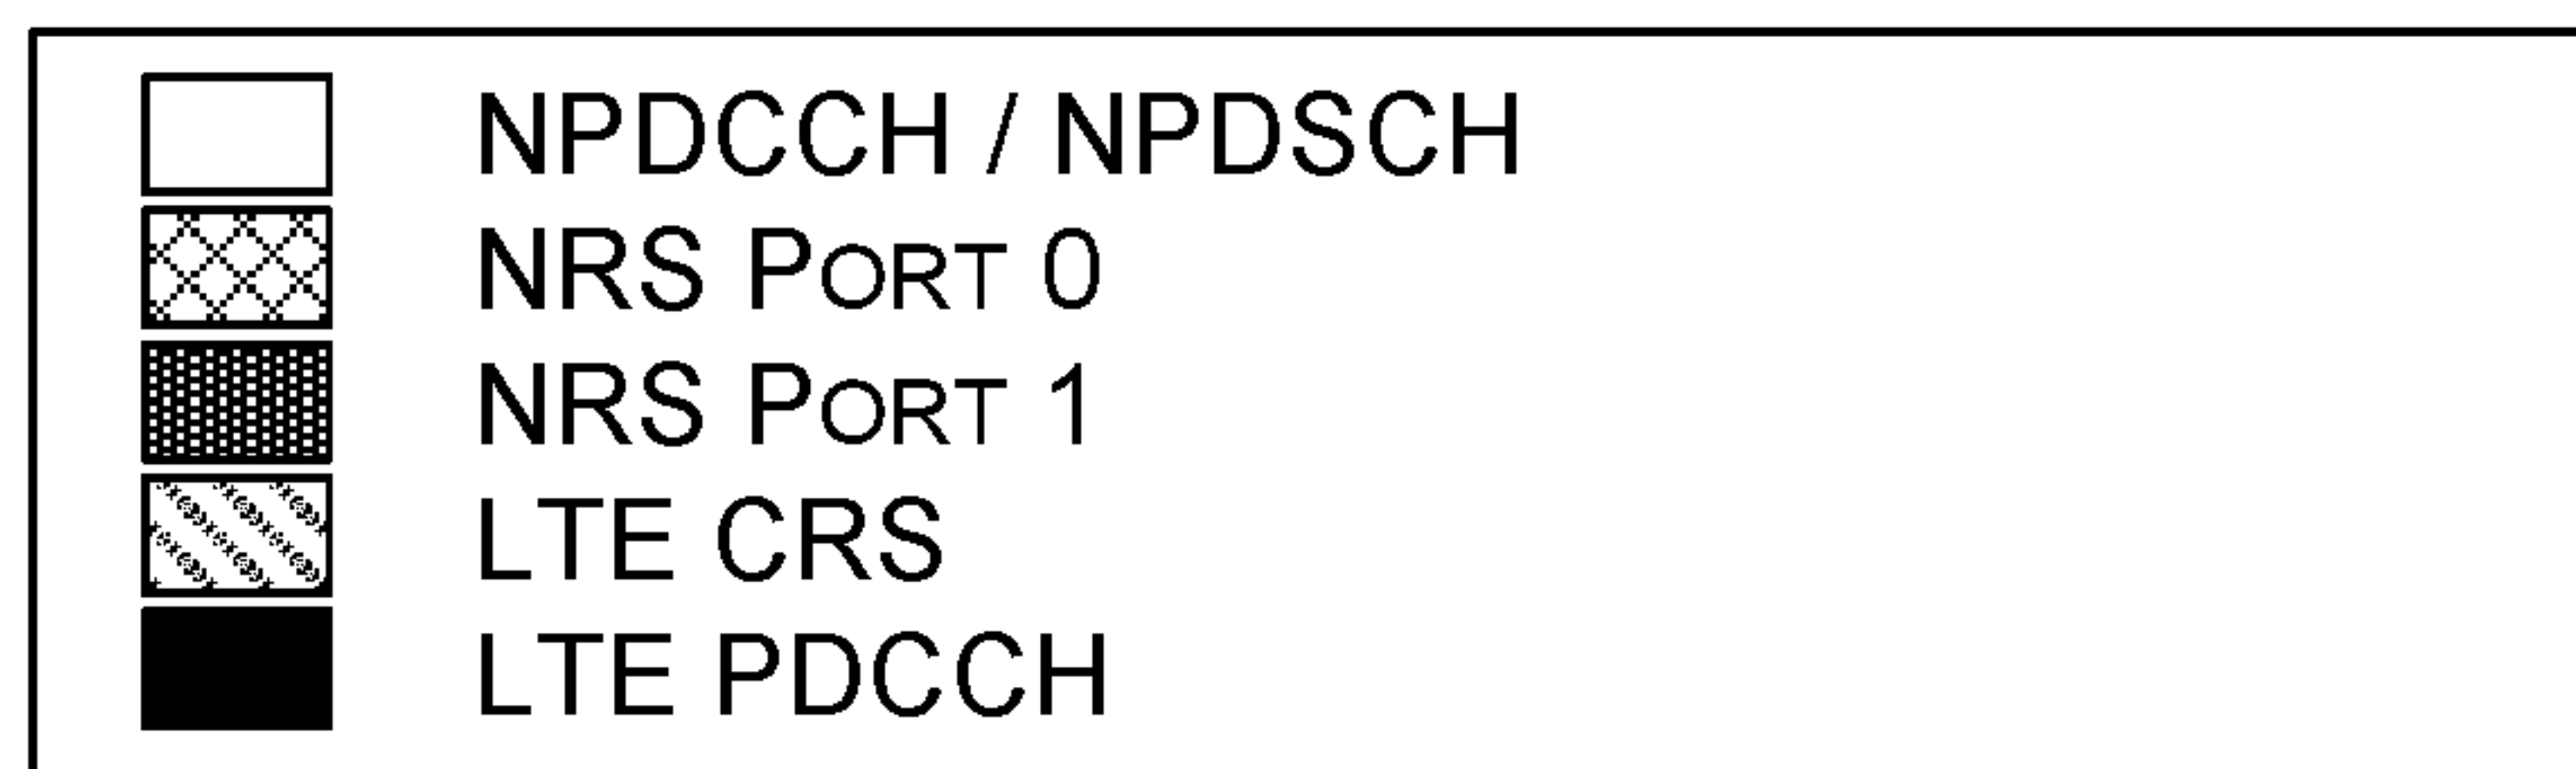 NPDCCH / NPDSCH
NRS PORT 0
NRS PORT 1
LTE CRS
LTE PDCCH